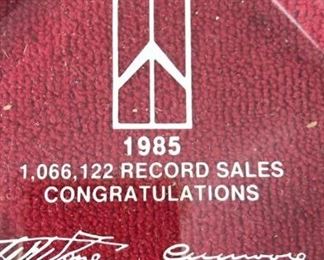 1985
1,066,122 RECORD SALES
CONGRATULATIONS